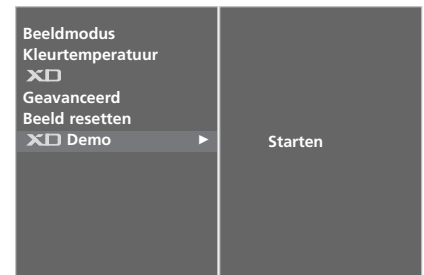 Beeldmodus
Kleurtemperatuur
XD
Geavanceerd
Beeld resetten
XD Demo ►
Starten